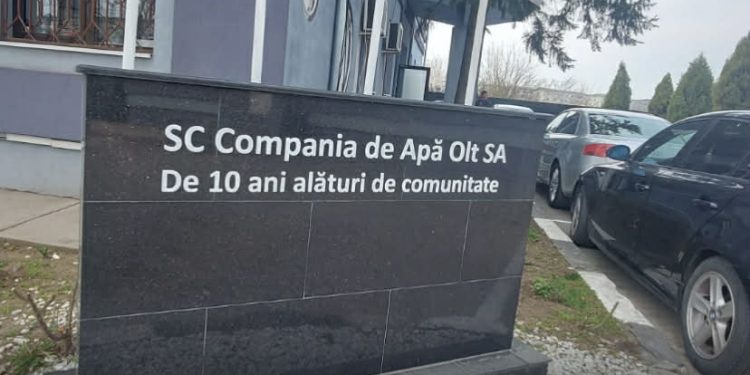 SC Compania de Apă Olt SA
De 10 ani alături de comunitate